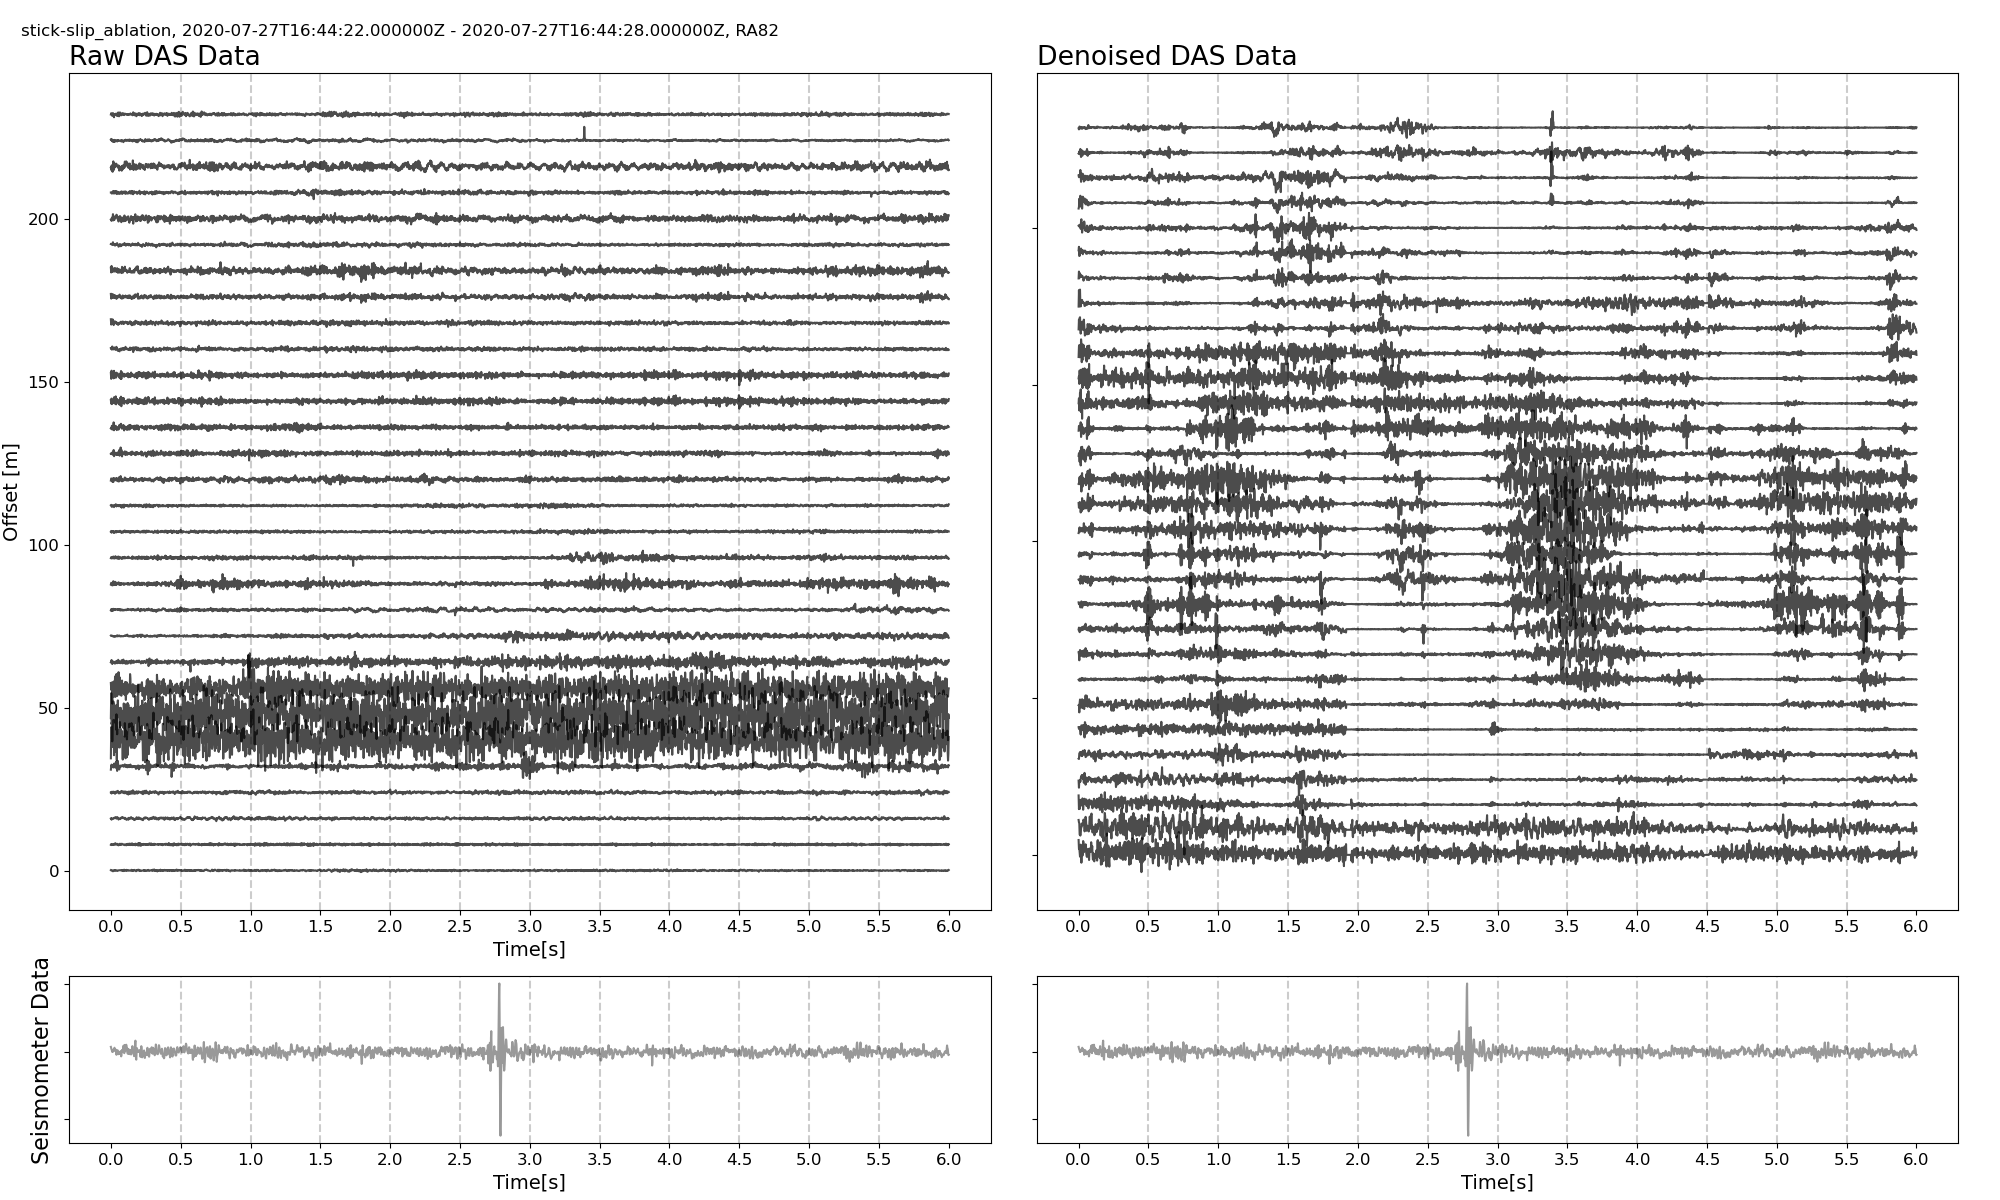 stick-slip_ablation, 2020-07-27T16:44:22.000000Z - 2020-07-27T16:44:28.000000Z, RA82
Raw DAS Data
Denoised DAS Data
Offset [m]
200
150
100
50
0
0.0 0.5 1.0 1.5 2.0 2.5 3.0 3.5 4.0 4.5 5.0 5.5 6.0
Time[s]
0.0 0.5 1.0 1.5 2.0 2.5 3.0 3.5 4.0 4.5 5.0 5.5 6.0
Seismometer Data
0.0 0.5 1.0 1.5 2.0 2.5 3.0 3.5 4.0 4.5 5.0 5.5 6.0
Time[s]
0.0 0.5 1.0 1.5 2.0 2.5 3.0 3.5 4.0 4.5 5.0 5.5 6.0
Time[s]